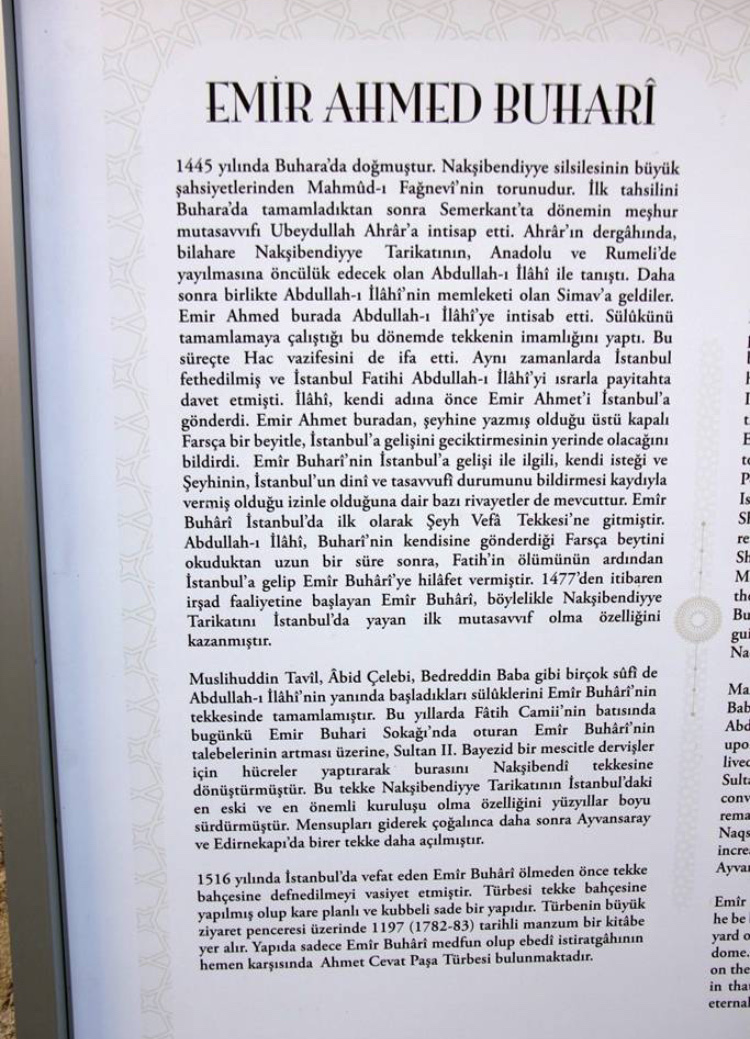 EMİR AHMED BUHARÎ
1445 yılında Buhara'da doğmuştur. Nakşibendiyye silsilesinin büyük
şahsiyetlerinden Mahmûd-ı Fağnevî'nin torunudur. İlk tahsilini
Buhara'da tamamladıktan sonra Semerkant'ta dönemin meşhur
mutasavvıfı Ubeydullah Ahrâr'a intisap etti. Ahrâr'ın dergâhında,
bilahare Nakşibendiyye Tarikatının, Anadolu ve Rumeli'de
yayılmasına öncülük edecek olan Abdullah-ı İlâhî ile tanıştı. Daha
sonra birlikte Abdullah-ı İlâhî'nin memleketi olan Simav'a geldiler.
Emir Ahmed burada Abdullah-ı İlâhî'ye intisab etti. Sülûkünü
tamamlamaya çalıştığı bu dönemde tekkenin imamlığını yaptı. Bu
süreçte Hac vazifesini de ifa etti. Aynı zamanlarda İstanbul
fethedilmiş ve İstanbul Fatihi Abdullah-ı İlâhî'yi ısrarla payitahta
davet etmişti. İlâhî, kendi adına önce Emir Ahmet'i İstanbul'a
gönderdi. Emir Ahmet buradan, şeyhine yazmış olduğu üstü kapalı
Farsça bir beyitle, İstanbul'a gelişini geciktirmesinin yerinde olacağını
bildirdi. Emîr Buharî'nin İstanbul'a gelişi ile ilgili, kendi isteği ve
Şeyhinin, İstanbul'un dinî ve tasavvufî durumunu bildirmesi kaydıyla
vermiş olduğu izinle olduğuna dair bazı rivayetler de mevcuttur. Emîr
Buhârî İstanbul'da ilk olarak Şeyh Vefâ Tekkesi'ne gitmiştir.
Abdullah-ı İlâhî, Buharî'nin kendisine gönderdiği Farsça beytini
okuduktan uzun bir süre sonra, Fatih'in ölümünün ardından
İstanbul'a gelip Emîr Buhârî'ye hilâfet vermiştir. 1477'den itibaren
irşad faaliyetine başlayan Emîr Buhârî, böylelikle Nakşibendiyye
Tarikatını İstanbul'da yayan ilk mutasavvıf olma özelliğini
kazanmıştır.
Muslihuddin Tavîl, Âbid Çelebi, Bedreddin Baba gibi birçok sûfi de
Abdullah-ı İlâhî'nin yanında başladıkları sülûklerini Emîr Buhârî'nin
tekkesinde tamamlamıştır. Bu yıllarda Fâtih Camii'nin batısında
bugünkü Emir Buhari Sokağı'nda oturan Emîr Buhârî'nin
talebelerinin artması üzerine, Sultan II. Bayezid bir mescitle dervişler
için hücreler yaptırarak burasını Nakşibendî tekkesine
dönüştürmüştür. Bu tekke Nakşibendiyye Tarikatının İstanbul'daki
en eski ve en önemli kuruluşu olma özelliğini yüzyıllar boyu
sürdürmüştür. Mensupları giderek çoğalınca daha sonra Ayvansaray
ve Edirnekapı'da birer tekke daha açılmıştır.
1516 yılında İstanbul'da vefat eden Emîr Buhârî ölmeden önce tekke
bahçesine defnedilmeyi vasiyet etmiştir. Türbesi tekke bahçesine
yapılmış olup kare planlı ve kubbeli sade bir yapıdır. Türbenin büyük
ziyaret penceresi üzerinde 1197 (1782-83) tarihli manzum bir kitâbe
yer alır. Yapıda sadece Emîr Buhârî medfun olup ebedî istiratgâhının
hemen karşısında Ahmet Cevat Paşa Türbesi bulunmaktadır.